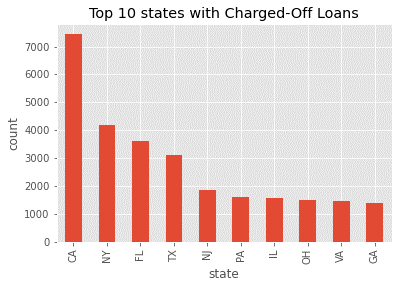 Top 10 states with Charged-Off Loans
7000
6000
5000
4000
3000
2000
1000
0
count
CA NY FL TX NJ PA IL OH VA GA
state